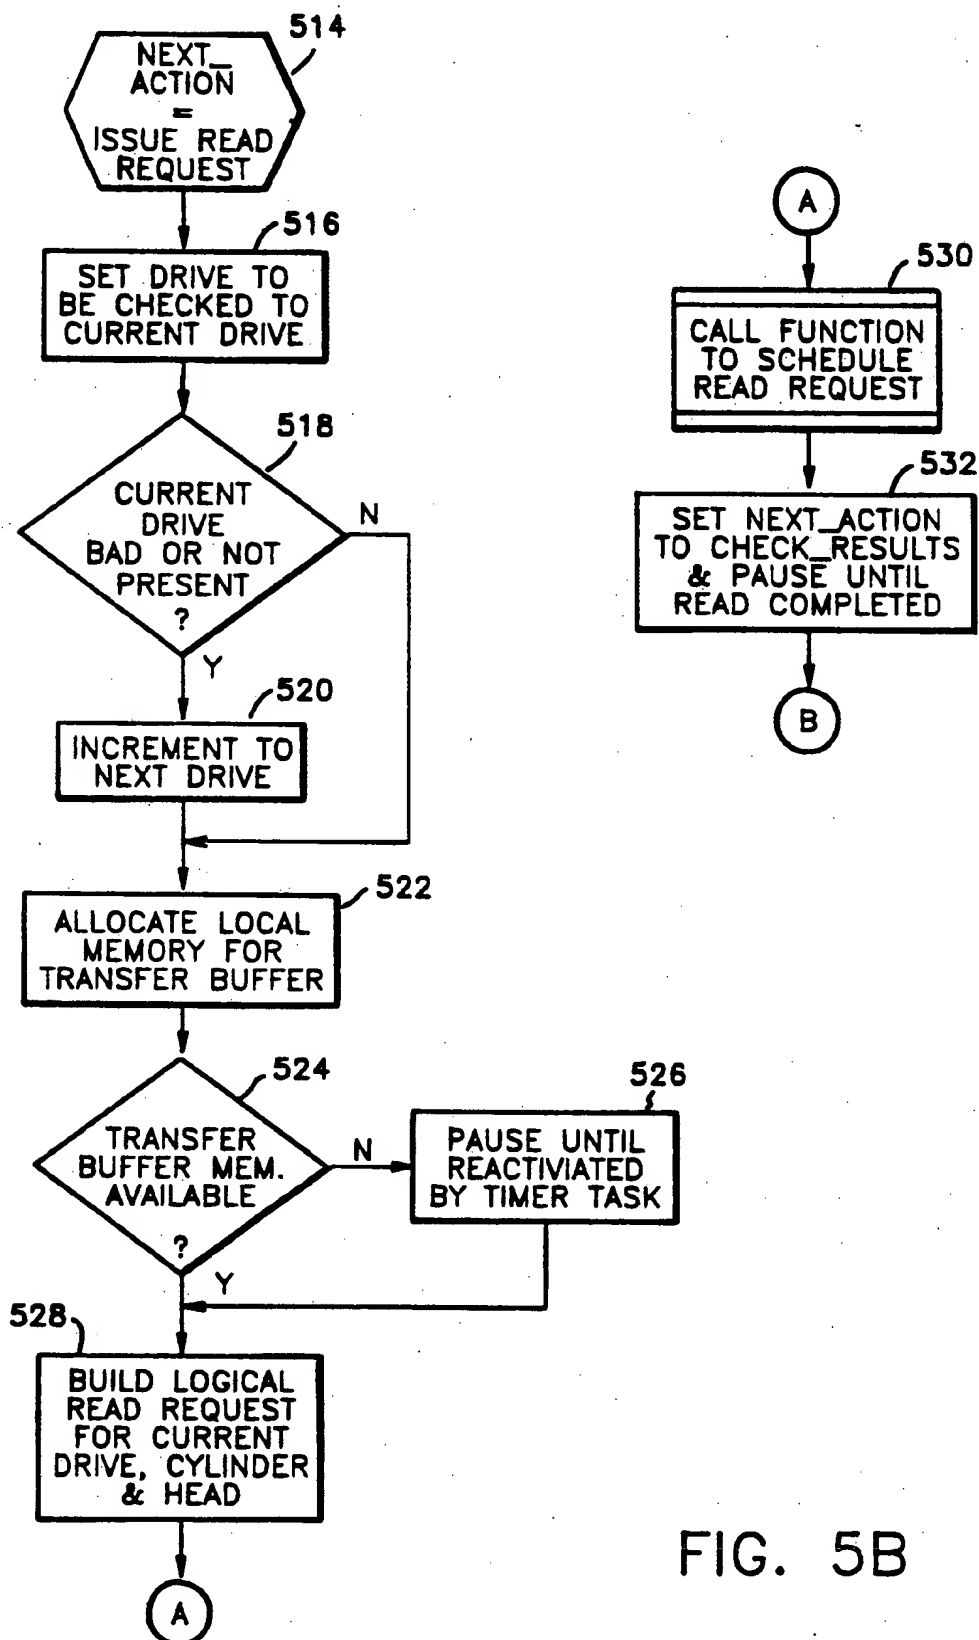 514
NEXT_
ACTION
=
ISSUE READ
REQUEST
516
SET DRIVE TO
BE CHECKED TO
CURRENT DRIVE
518
CURRENT
DRIVE
BAD OR NOT
PRESENT
?
N
Y
520
INCREMENT TO
NEXT DRIVE
522
ALLOCATE LOCAL
MEMORY FOR
TRANSFER BUFFER
524
TRANSFER
BUFFER MEM.
AVAILABLE
?
N
Y
526
PAUSE UNTIL
REACTIVIATED
BY TIMER TASK
528
BUILD LOGICAL
READ REQUEST
FOR CURRENT
DRIVE, CYLINDER
& HEAD
A
A
530
CALL FUNCTION
TO SCHEDULE
READ REQUEST
532
SET NEXT_ACTION
TO CHECK_RESULTS
& PAUSE UNTIL
READ COMPLETED
B
FIG. 5B